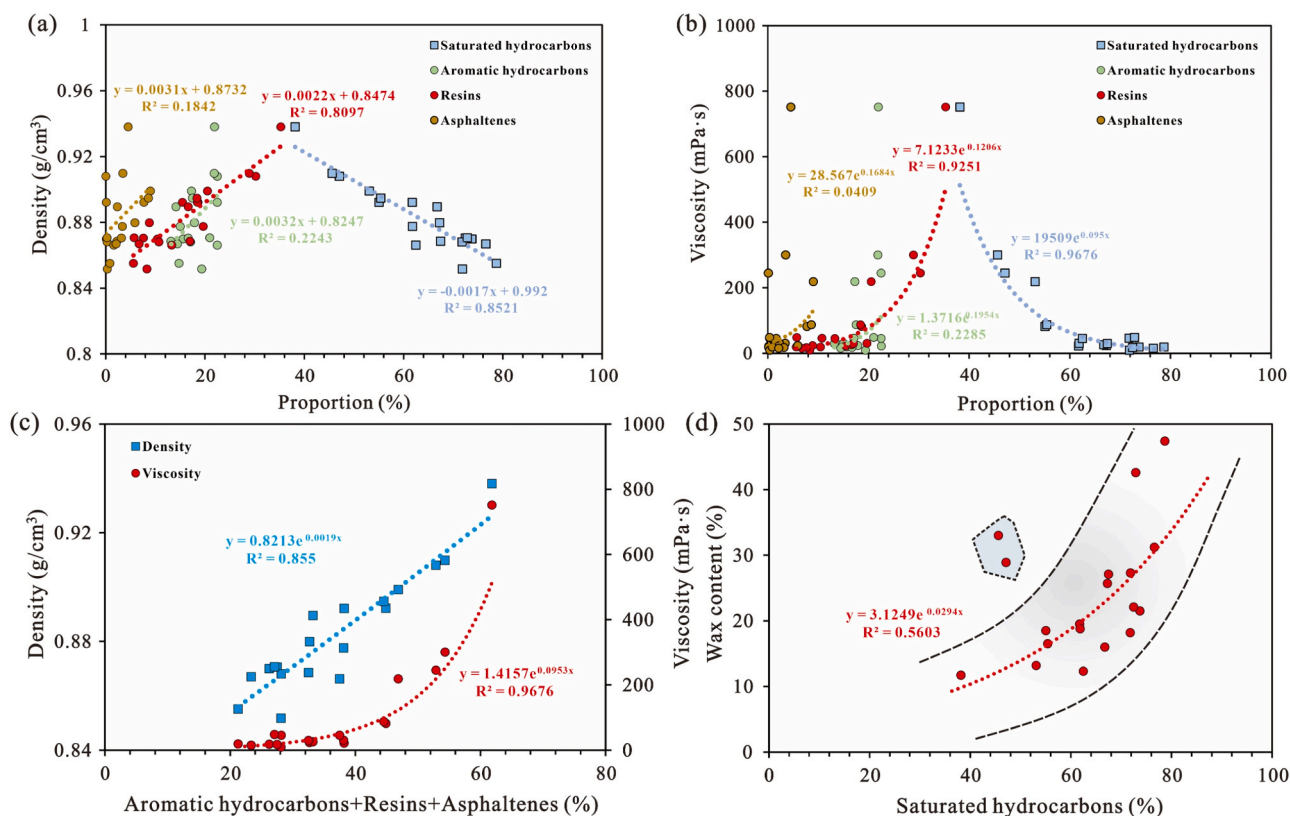 (a)
1
0.96
0.92
0.88
0.84
0.8
0
20
40
60
80
100
Density (g/cm³)
Proportion (%)
Saturated hydrocarbons
Aromatic hydrocarbons
Resins
Asphaltenes
y = 0.0031x + 0.8732
R² = 0.1842
y = 0.0022x + 0.8474
R² = 0.8097
y = 0.0032x + 0.8247
R² = 0.2243
y = -0.0017x + 0.992
R² = 0.8521
(b)
1000
800
600
400
200
0
0
20
40
60
80
100
Viscosity (mPa·s)
Proportion (%)
Saturated hydrocarbons
Aromatic hydrocarbons
Resins
Asphaltenes
y = 7.1233e^0.1206x
R² = 0.9251
y = 28.567e^0.1684x
R² = 0.0409
y = 19509e^-0.095x
R² = 0.9676
y = 1.3716e^0.1954x
R² = 0.2285
(c)
0.96
0.92
0.88
0.84
0
20
40
60
80
1000
800
600
400
200
0
Density (g/cm³)
Viscosity (mPa·s)
Aromatic hydrocarbons+Resins+Asphaltenes (%)
Density
Viscosity
y = 0.8213e^0.0019x
R² = 0.855
y = 1.4157e^0.0953x
R² = 0.9676
(d)
50
40
30
20
10
0
0
20
40
60
80
100
Wax content (%)
Saturated hydrocarbons (%)
y = 3.1249e^0.0294x
R² = 0.5603